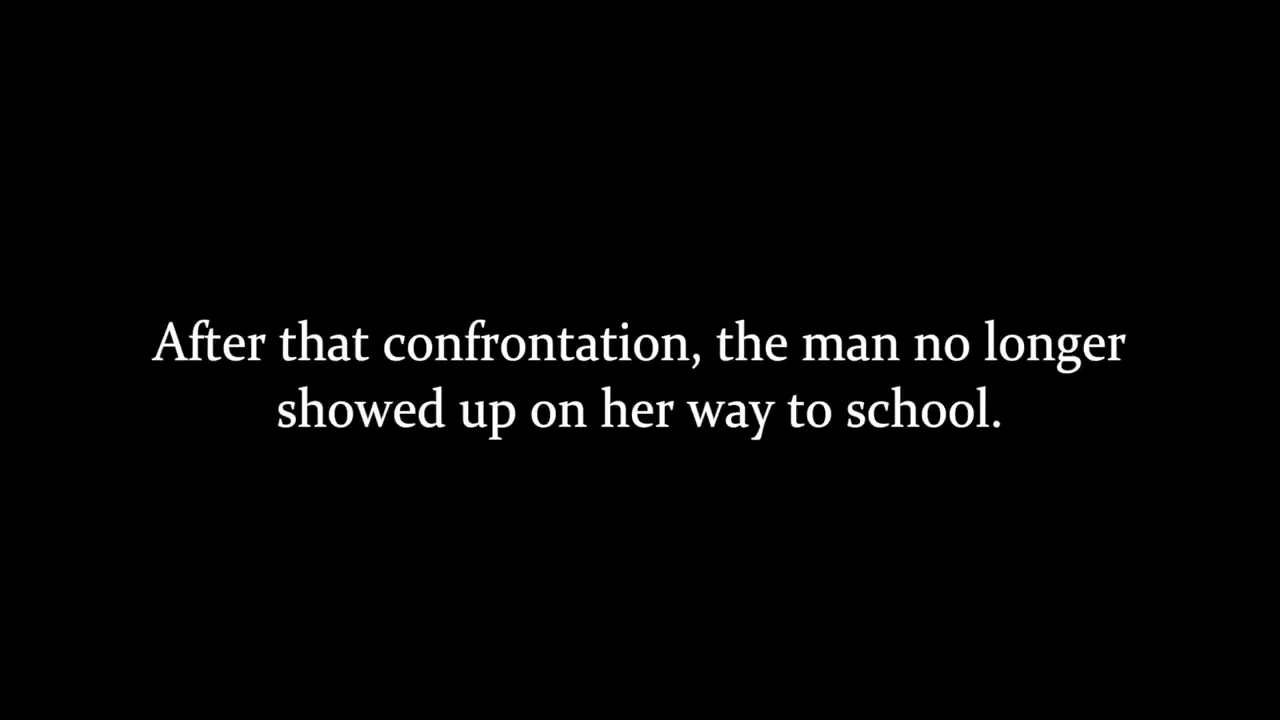 After that confrontation, the man no longer
showed up on her way to school.